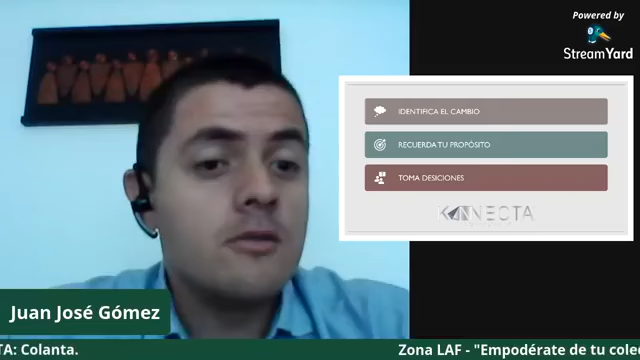 Powered by
StreamYard
IDENTIFICA EL CAMBIO
RECUERDA TU PROPÓSITO
TOMA DESICIONES
KANNECTA
Juan José Gómez
TA: Colanta.
Zona LAF - "Empodérate de tu cole